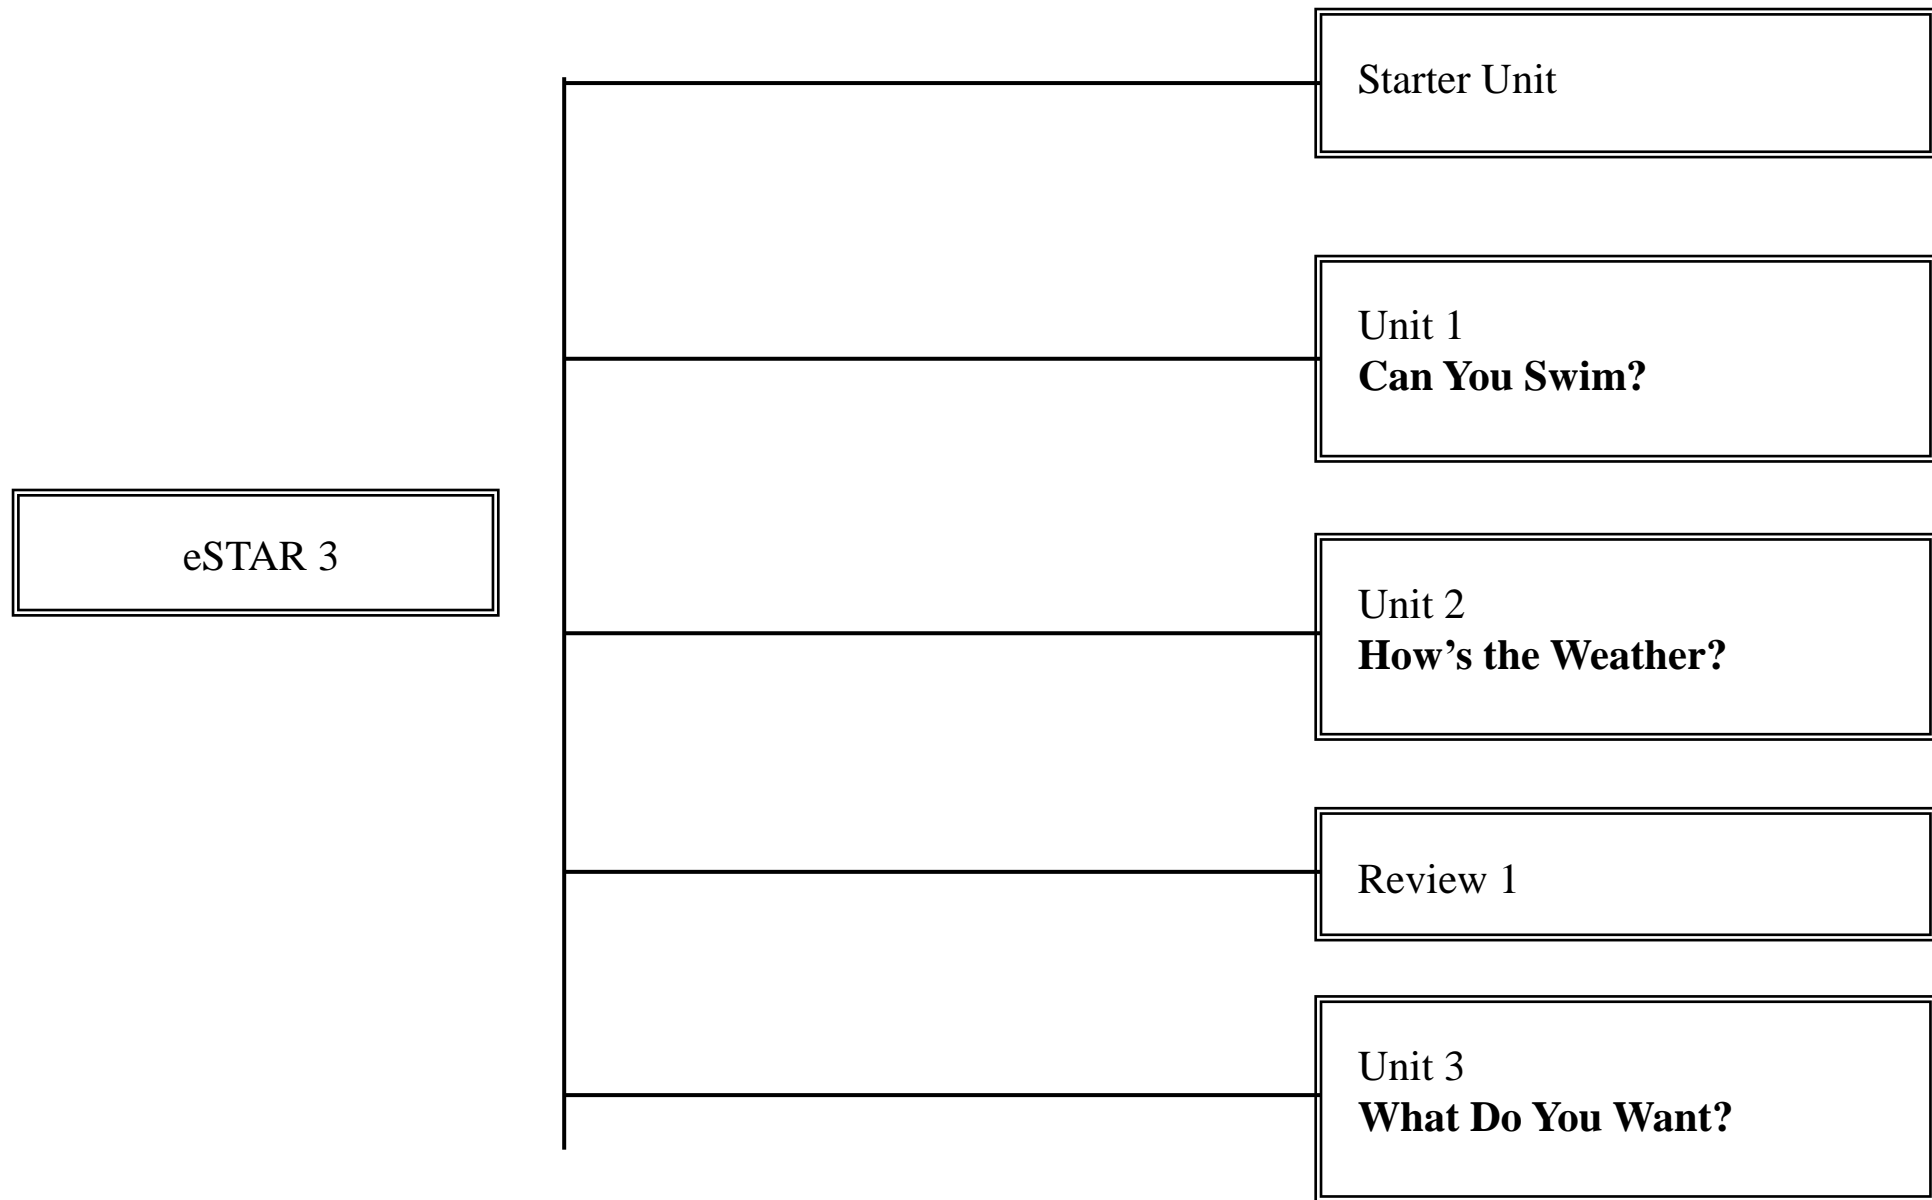 eSTAR 3
Starter Unit
Unit 1
Can You Swim?
Unit 2
How’s the Weather?
Review 1
Unit 3
What Do You Want?